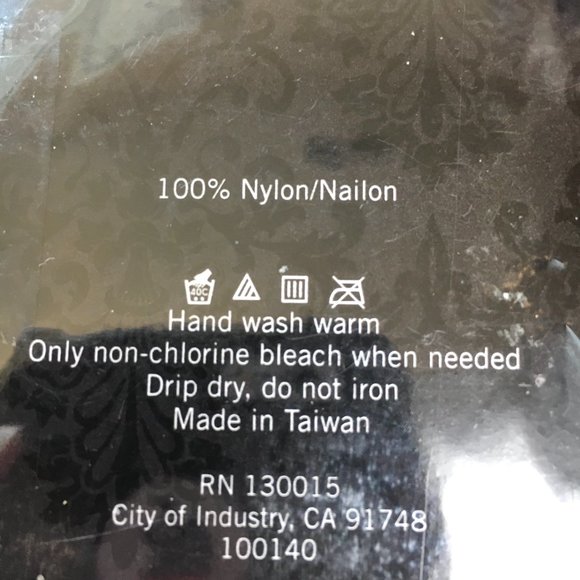 100% Nylon/Nailon
40C
Hand wash warm
Only non-chlorine bleach when needed
Drip dry, do not iron
Made in Taiwan
RN 130015
City of Industry, CA 91748
100140